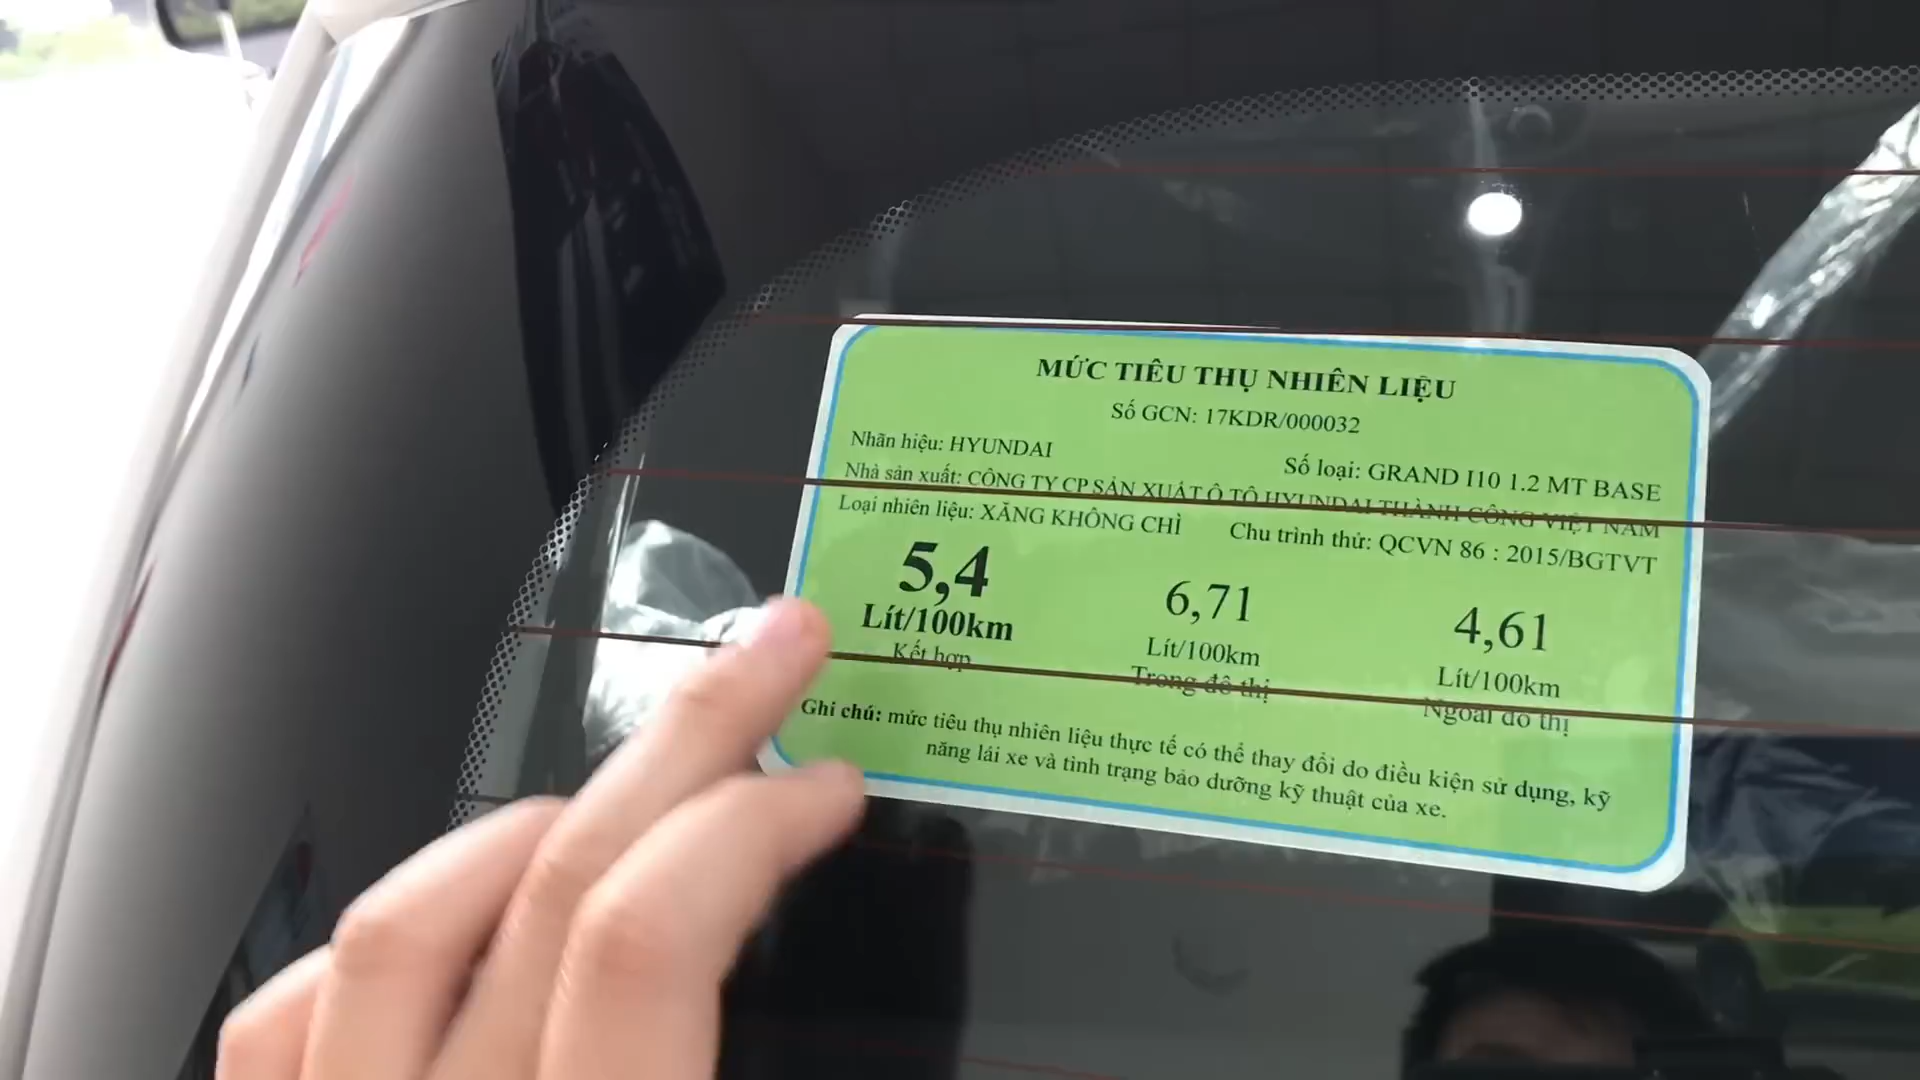 MỨC TIÊU THỤ NHIÊN LIỆU
Số GCN: 17KDR/000032
Nhãn hiệu: HYUNDAI
Số loại: GRAND I10 1.2 MT BASE
Nhà sản xuất: CÔNG TY CP SẢN XUẤT Ô TÔ HYUNDAI THÀNH CÔNG VIỆT NAM
Loại nhiên liệu: XĂNG KHÔNG CHÌ
Chu trình thử: QCVN 86 : 2015/BGTVT
5,4
Lít/100km
Kết hợp
6,71
Lít/100km
Trong đô thị
4,61
Lít/100km
Ngoài đô thị
Ghi chú: mức tiêu thụ nhiên liệu thực tế có thể thay đổi do điều kiện sử dụng, kỹ
năng lái xe và tình trạng bảo dưỡng kỹ thuật của xe.